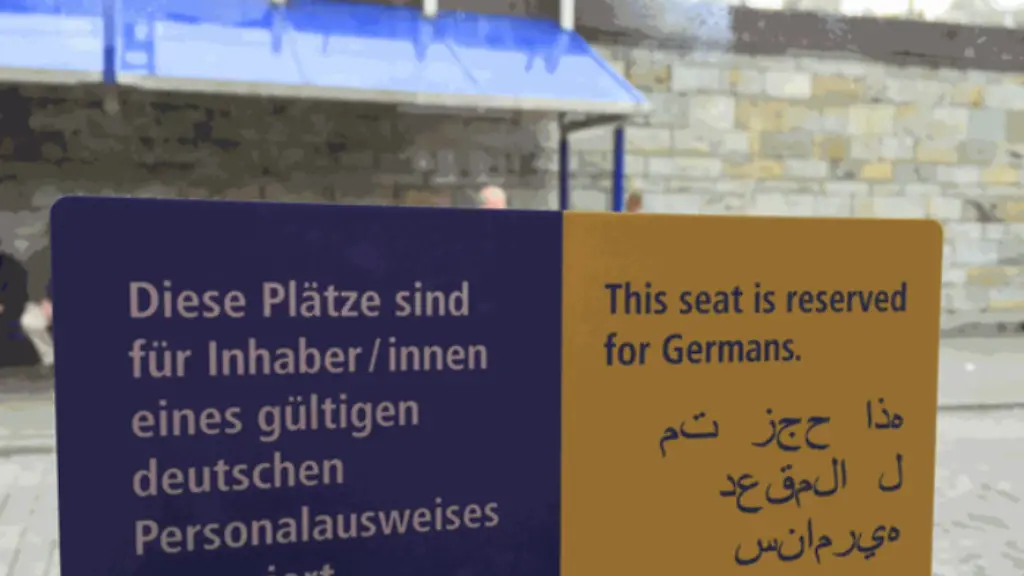 Diese Plätze sind
für Inhaber/innen
eines gültigen
deutschen
Personalausweises
This seat is reserved
for Germans.
هذا حجز تم
ل المقعد
هيرمانس